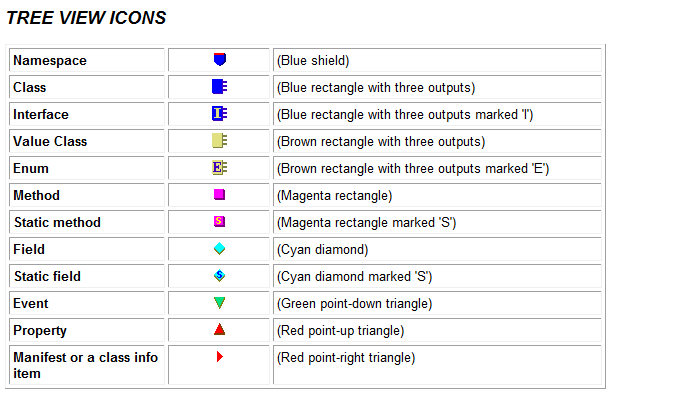 TREE VIEW ICONS
Namespace (Blue shield)
Class (Blue rectangle with three outputs)
Interface I (Blue rectangle with three outputs marked 'I')
Value Class (Brown rectangle with three outputs)
Enum E (Brown rectangle with three outputs marked 'E')
Method (Magenta rectangle)
Static method S (Magenta rectangle marked 'S')
Field (Cyan diamond)
Static field S (Cyan diamond marked 'S')
Event (Green point-down triangle)
Property (Red point-up triangle)
Manifest or a class info (Red point-right triangle)
item